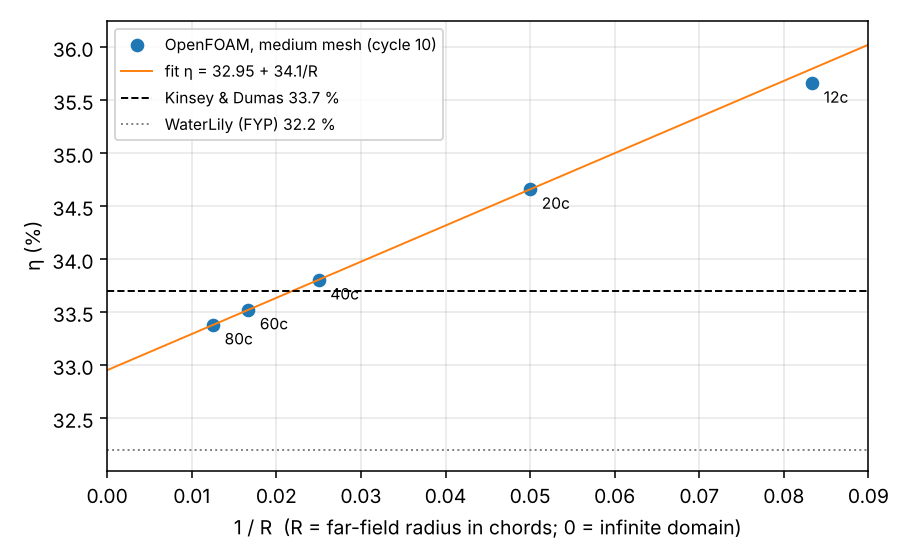 OpenFOAM, medium mesh (cycle 10)
fit η = 32.95 + 34.1/R
Kinsey & Dumas 33.7 %
WaterLily (FYP) 32.2 %
36.0
35.5
35.0
34.5
34.0
33.5
33.0
32.5
η (%)
12c
20c
40c
60c
80c
0.00 0.01 0.02 0.03 0.04 0.05 0.06 0.07 0.08 0.09
1 / R (R = far-field radius in chords; 0 = infinite domain)